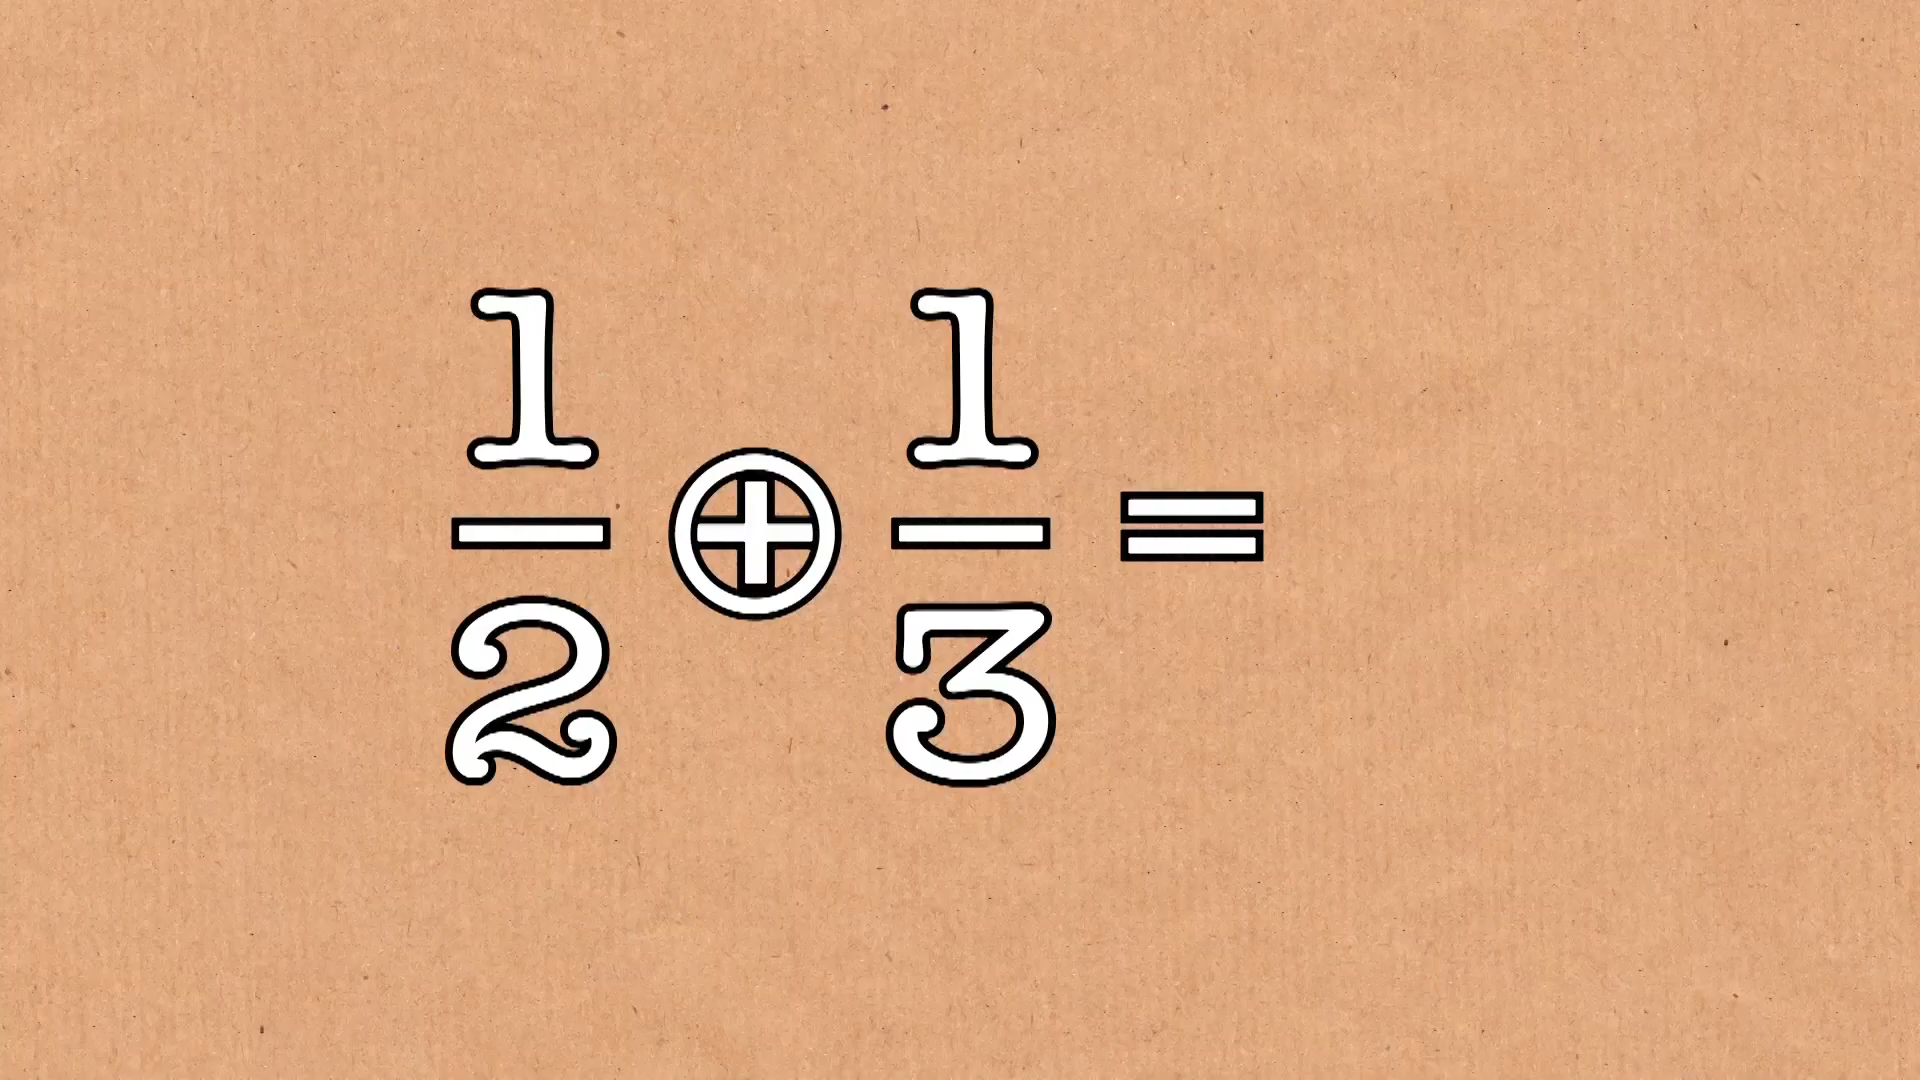 1/2 ⊕ 1/3 =